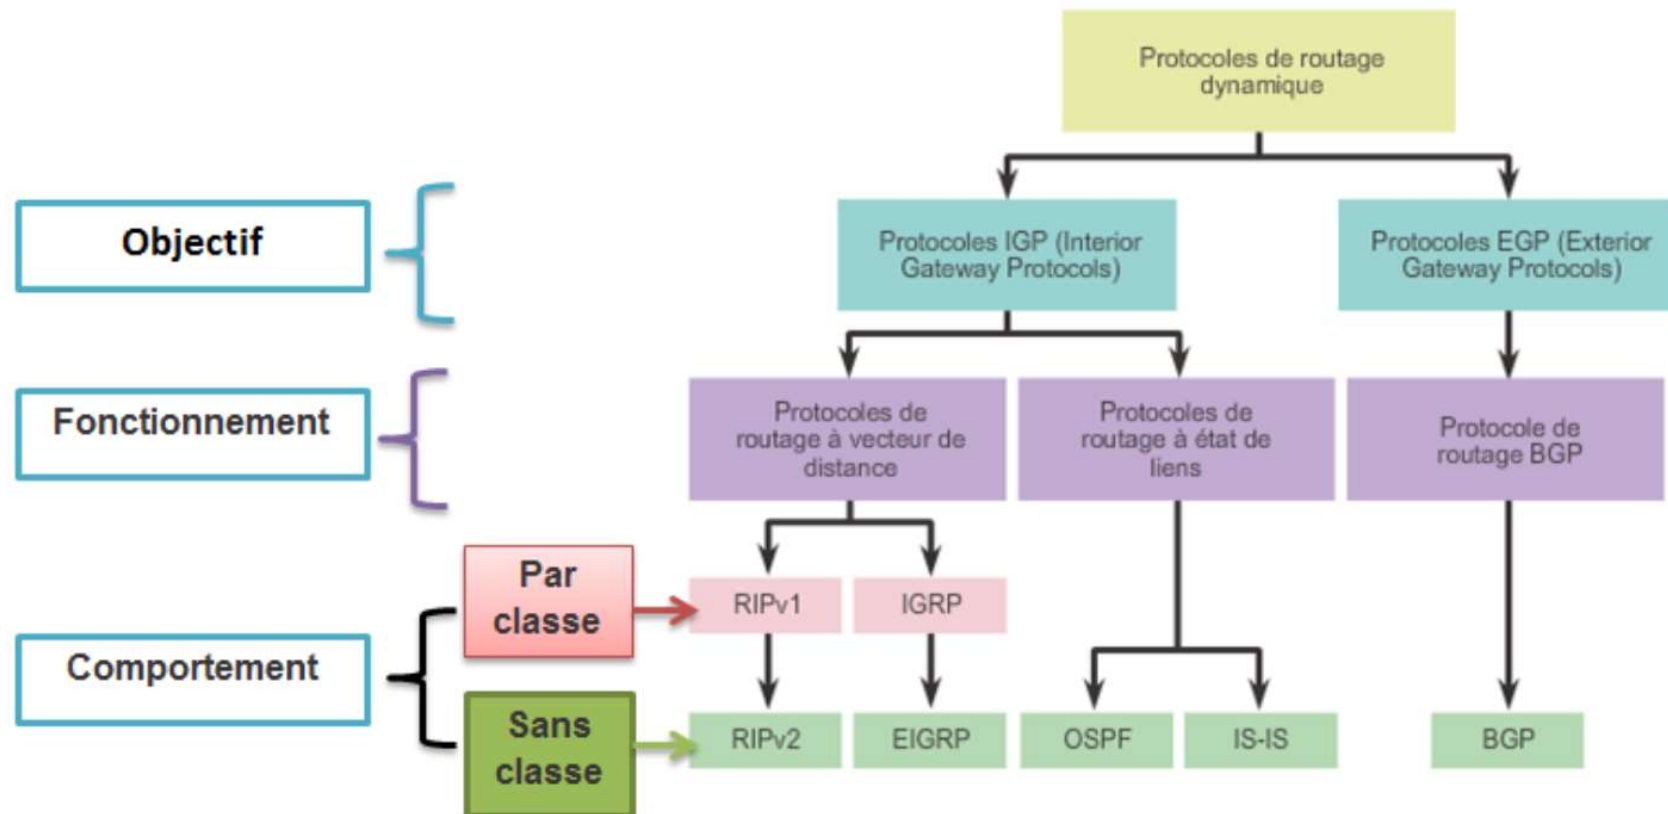 Protocoles de routage
dynamique
Objectif
Protocoles IGP (Interior
Gateway Protocols)
Protocoles EGP (Exterior
Gateway Protocols)
Fonctionnement
Protocoles de
routage à vecteur de
distance
Protocoles de
routage à état de
liens
Protocole de
routage BGP
Comportement
Par
classe
RIPv1
IGRP
Sans
classe
RIPv2
EIGRP
OSPF
IS-IS
BGP